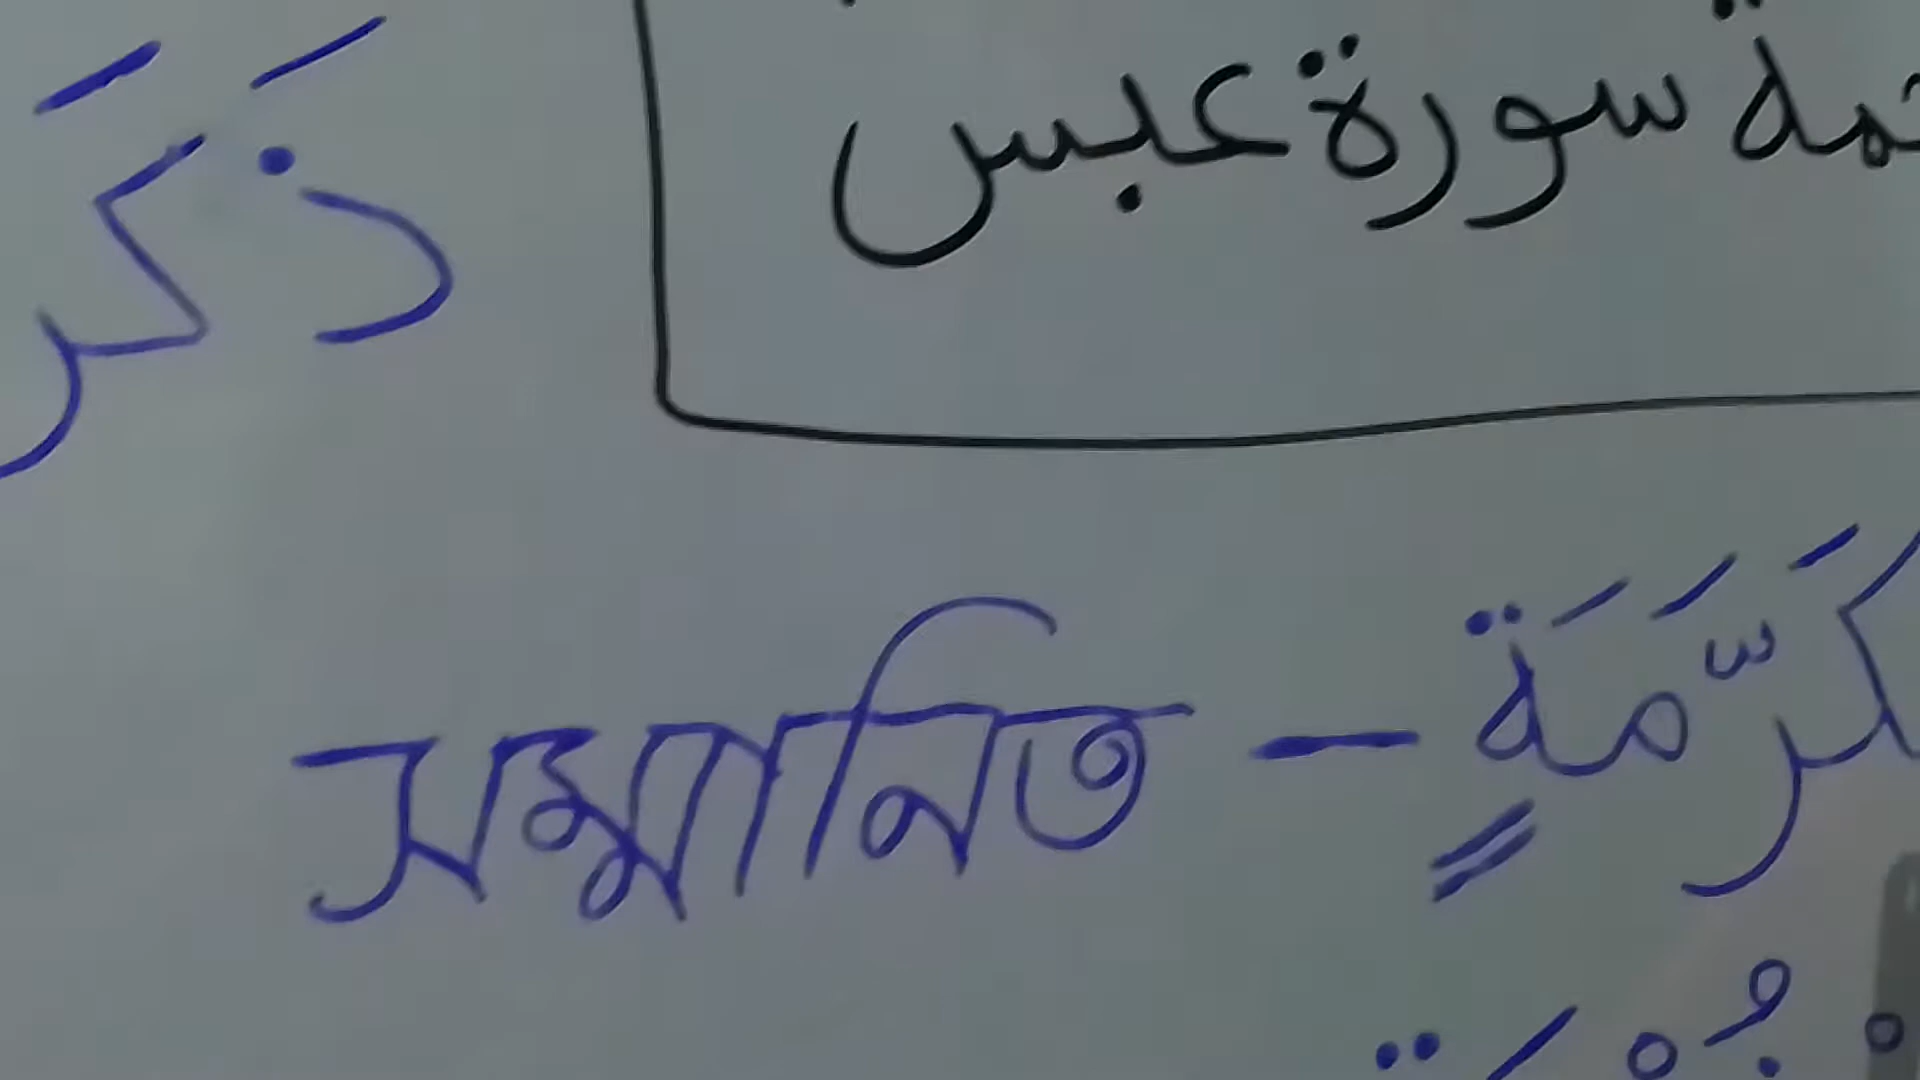 سورة عبس
ذَكَر
كَرَّمَةٍ - সম্মানিত